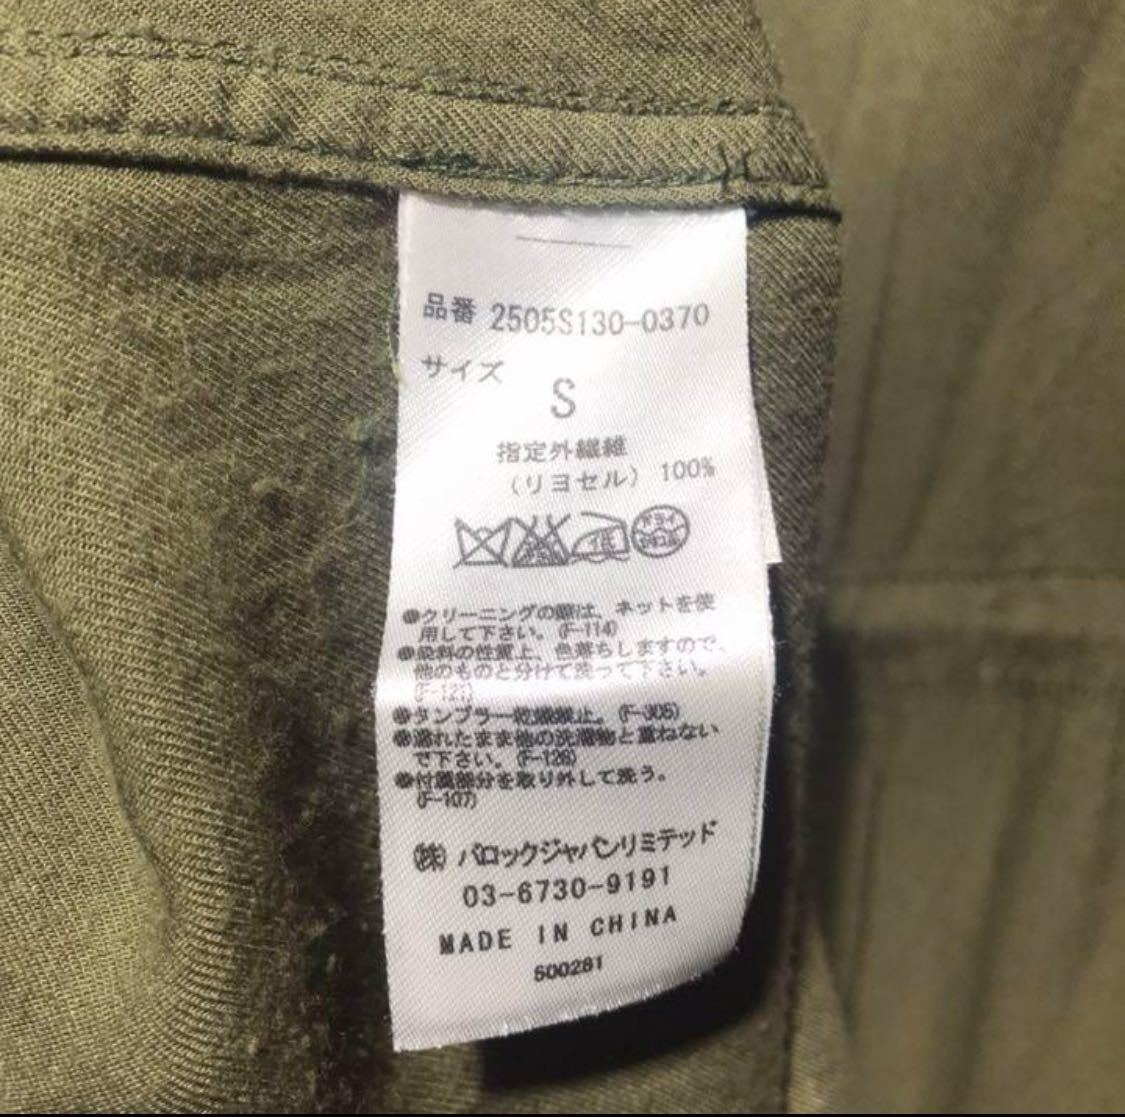 品番 2505S130-0370
サイズ
S
指定外繊維
(リヨセル) 100%
低
ドライ
●クリーニングの際は、ネットを使
用して下さい。(F-114)
●染料の性質上、色落ちしますので、
他のものと分けて洗って下さい。
(F-121)
●タンブラー乾燥禁止。(F-305)
●濡れたまま他の洗濯物と重ねない
で下さい。(F-126)
●付属部分を取り外して洗う。
(F-107)
(株) バロックジャパンリミテッド
03-6730-9191
MADE IN CHINA
500281